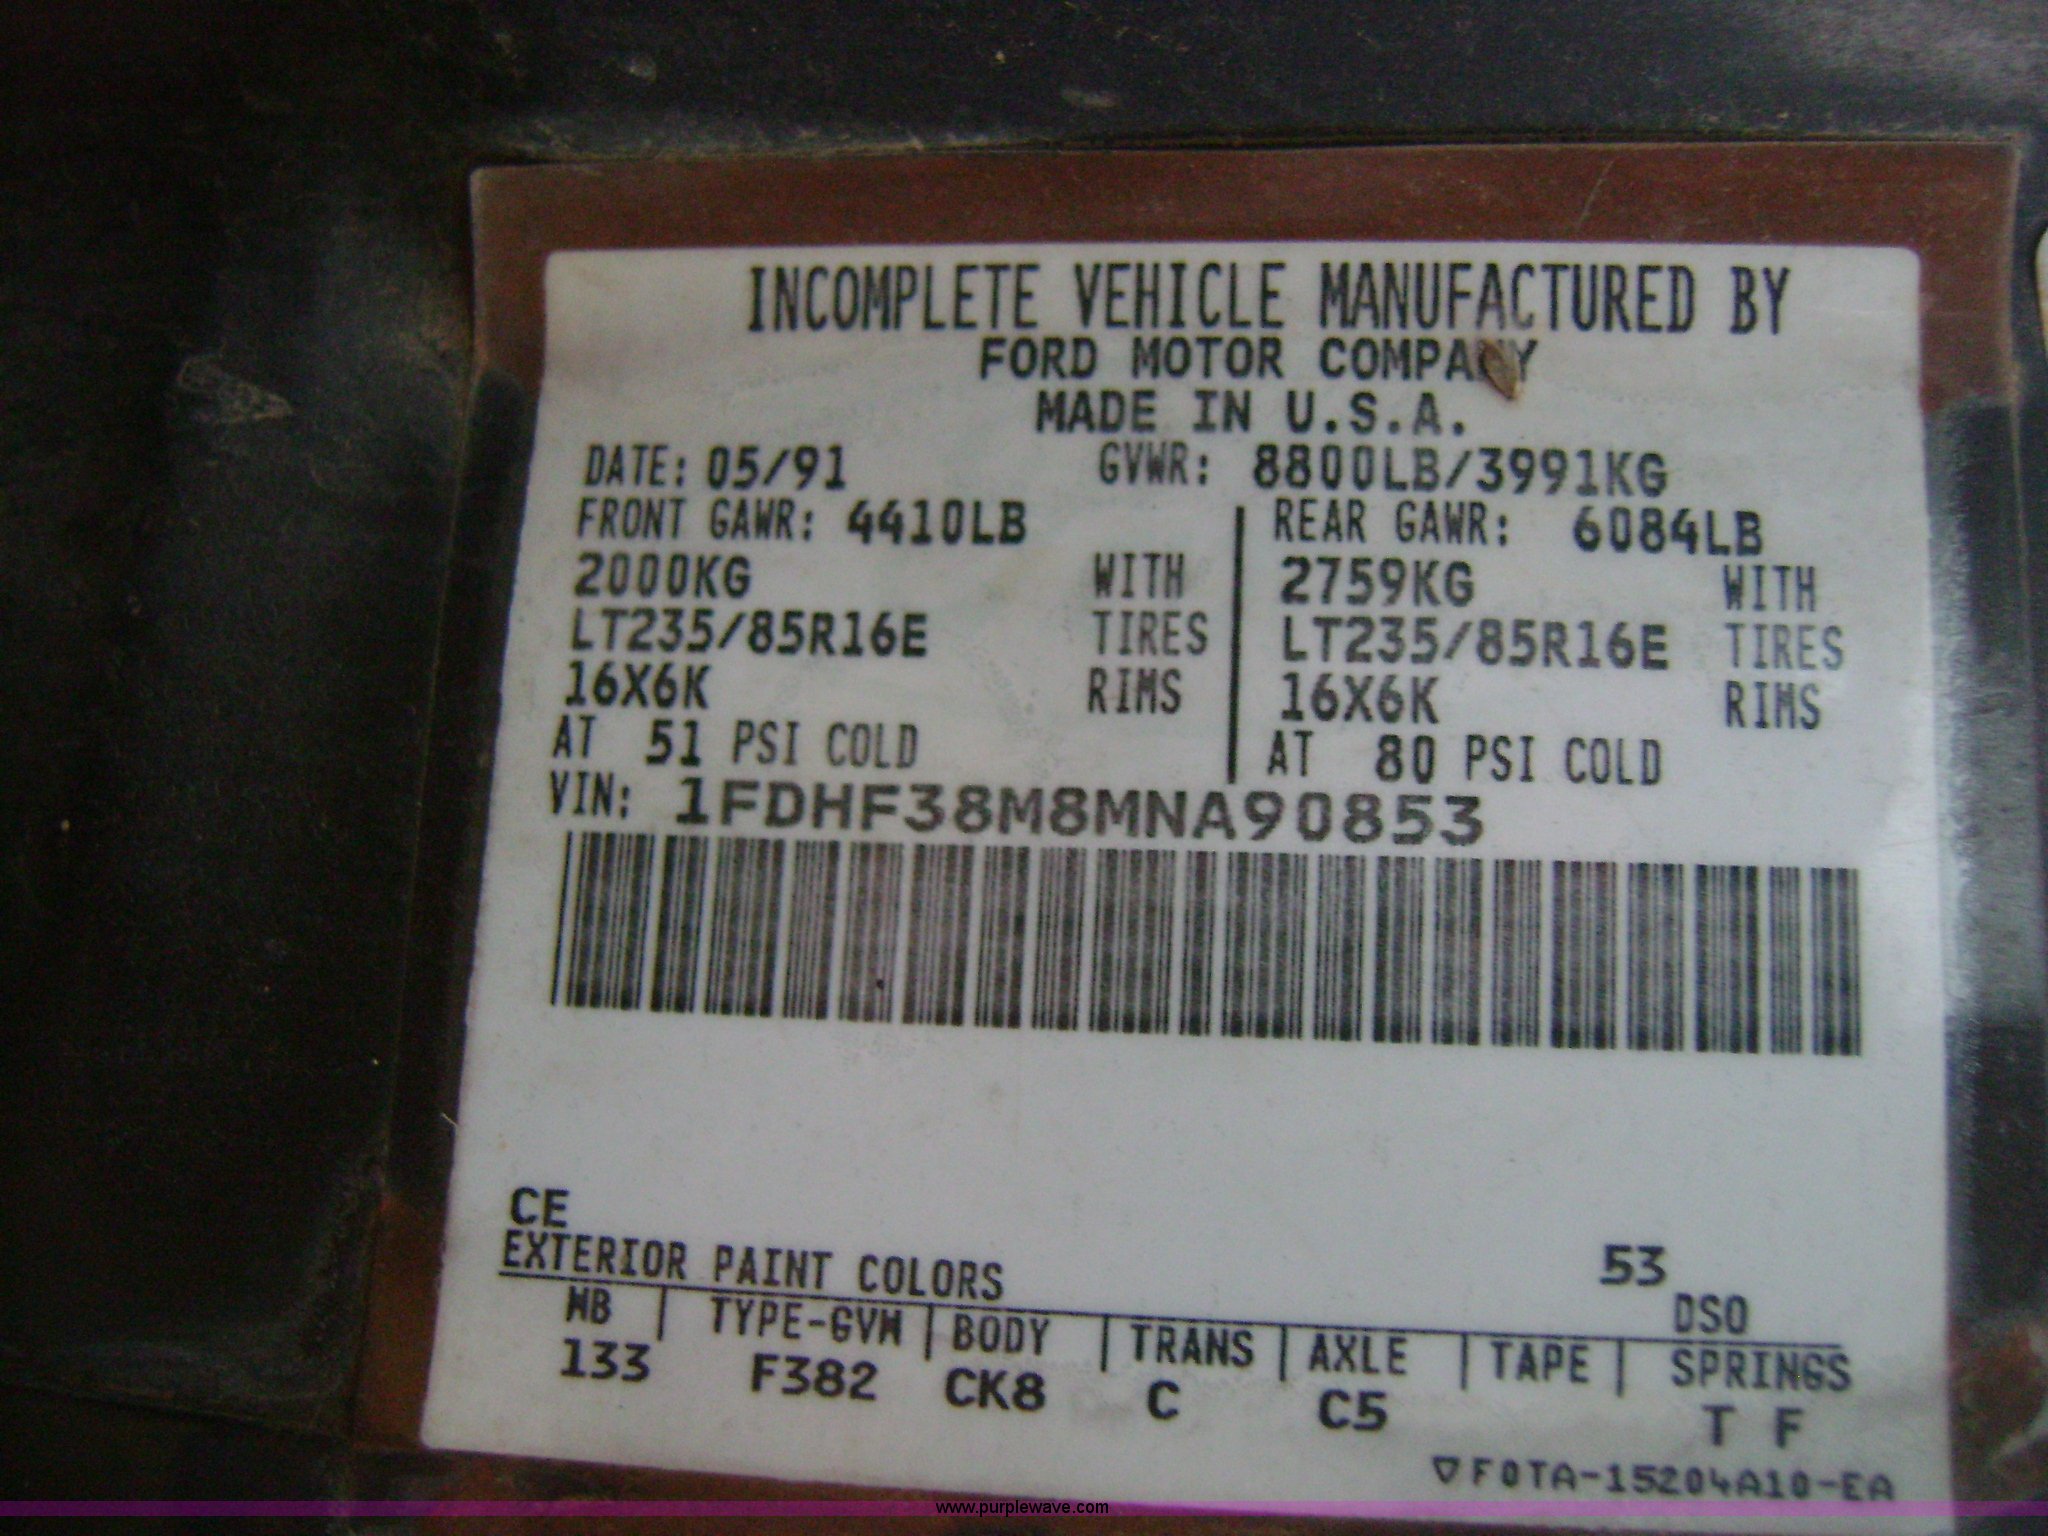 INCOMPLETE VEHICLE MANUFACTURED BY
FORD MOTOR COMPANY
MADE IN U.S.A.
DATE: 05/91 GVWR: 8800LB/3991KG
FRONT GAWR: 4410LB REAR GAWR: 6084LB
2000KG WITH 2759KG WITH
LT235/85R16E TIRES LT235/85R16E TIRES
16X6K RIMS 16X6K RIMS
AT 51 PSI COLD AT 80 PSI COLD
VIN: 1FDHF38M8MNA90853
CE
EXTERIOR PAINT COLORS 53 DSO
WB | TYPE-GVW | BODY | TRANS | AXLE | TAPE | SPRINGS
133 F382 CK8 C C5 T F
▽F0TA-15204A10-EA
www.purplewave.com